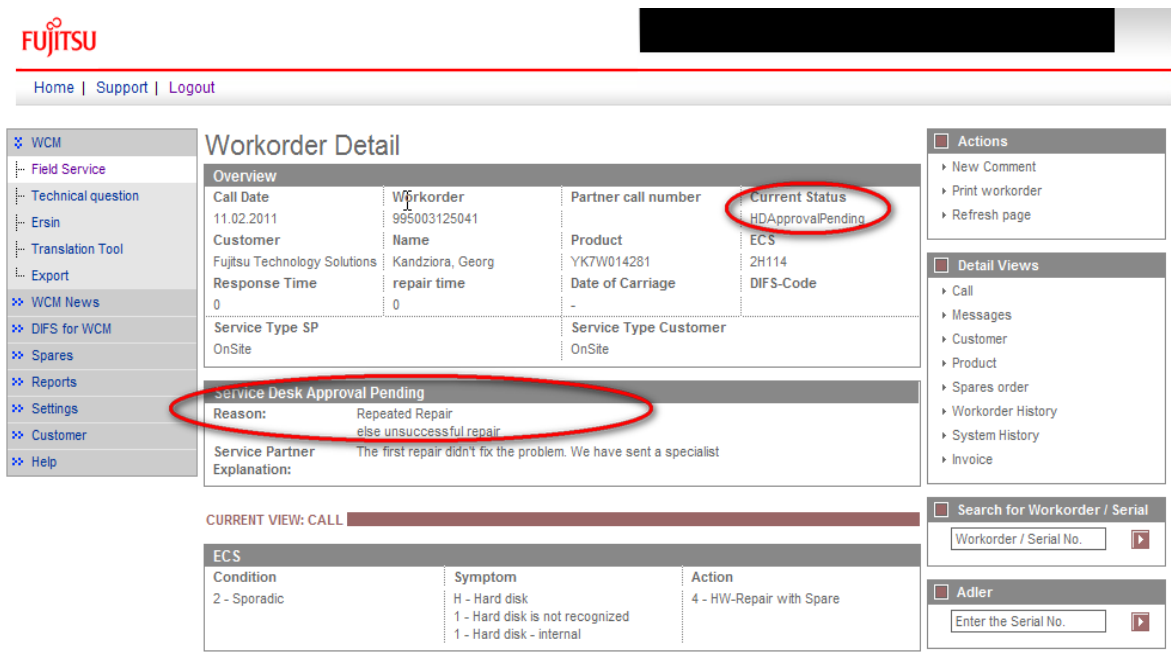 FUJITSU
Home | Support | Logout
WCM
Field Service
Technical question
Ersin
Translation Tool
Export
WCM News
DIFS for WCM
Spares
Reports
Settings
Customer
Help
Workorder Detail
Overview
Call Date Workorder Partner call number Current Status
11.02.2011 995003125041 HDApprovalPending
Customer Name Product ECS
Fujitsu Technology Solutions Kandziora, Georg YK7W014281 2H114
Response Time repair time Date of Carriage DIFS-Code
0 0 -
Service Type SP Service Type Customer
OnSite OnSite
Service Desk Approval Pending
Reason: Repeated Repair
else unsuccessful repair
Service Partner The first repair didn't fix the problem. We have sent a specialist
Explanation:
CURRENT VIEW: CALL
ECS
Condition Symptom Action
2 - Sporadic H - Hard disk 4 - HW-Repair with Spare
1 - Hard disk is not recognized
1 - Hard disk - internal
Actions
New Comment
Print workorder
Refresh page
Detail Views
Call
Messages
Customer
Product
Spares order
Workorder History
System History
Invoice
Search for Workorder / Serial
Workorder / Serial No.
Adler
Enter the Serial No.